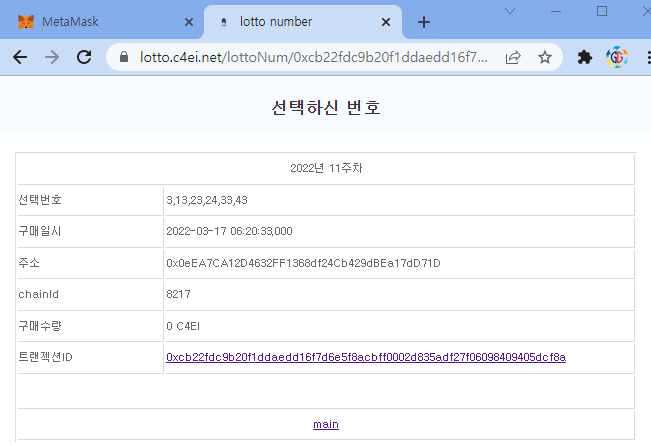 MetaMask
lotto number
lotto.c4ei.net/lottoNum/0xcb22fdc9b20f1ddaedd16f7...
선택하신 번호
2022년 11주차
선택번호 3,13,23,24,33,43
구매일시 2022-03-17 06:20:33,000
주소 0x0eEA7CA12D4632FF1368df24Cb429dBEa17dD71D
chainId 8217
구매수량 0 C4EI
트랜젝션ID 0xcb22fdc9b20f1ddaedd16f7d6e5f8acbff0002d835adf27f06098409405dcf8a
main